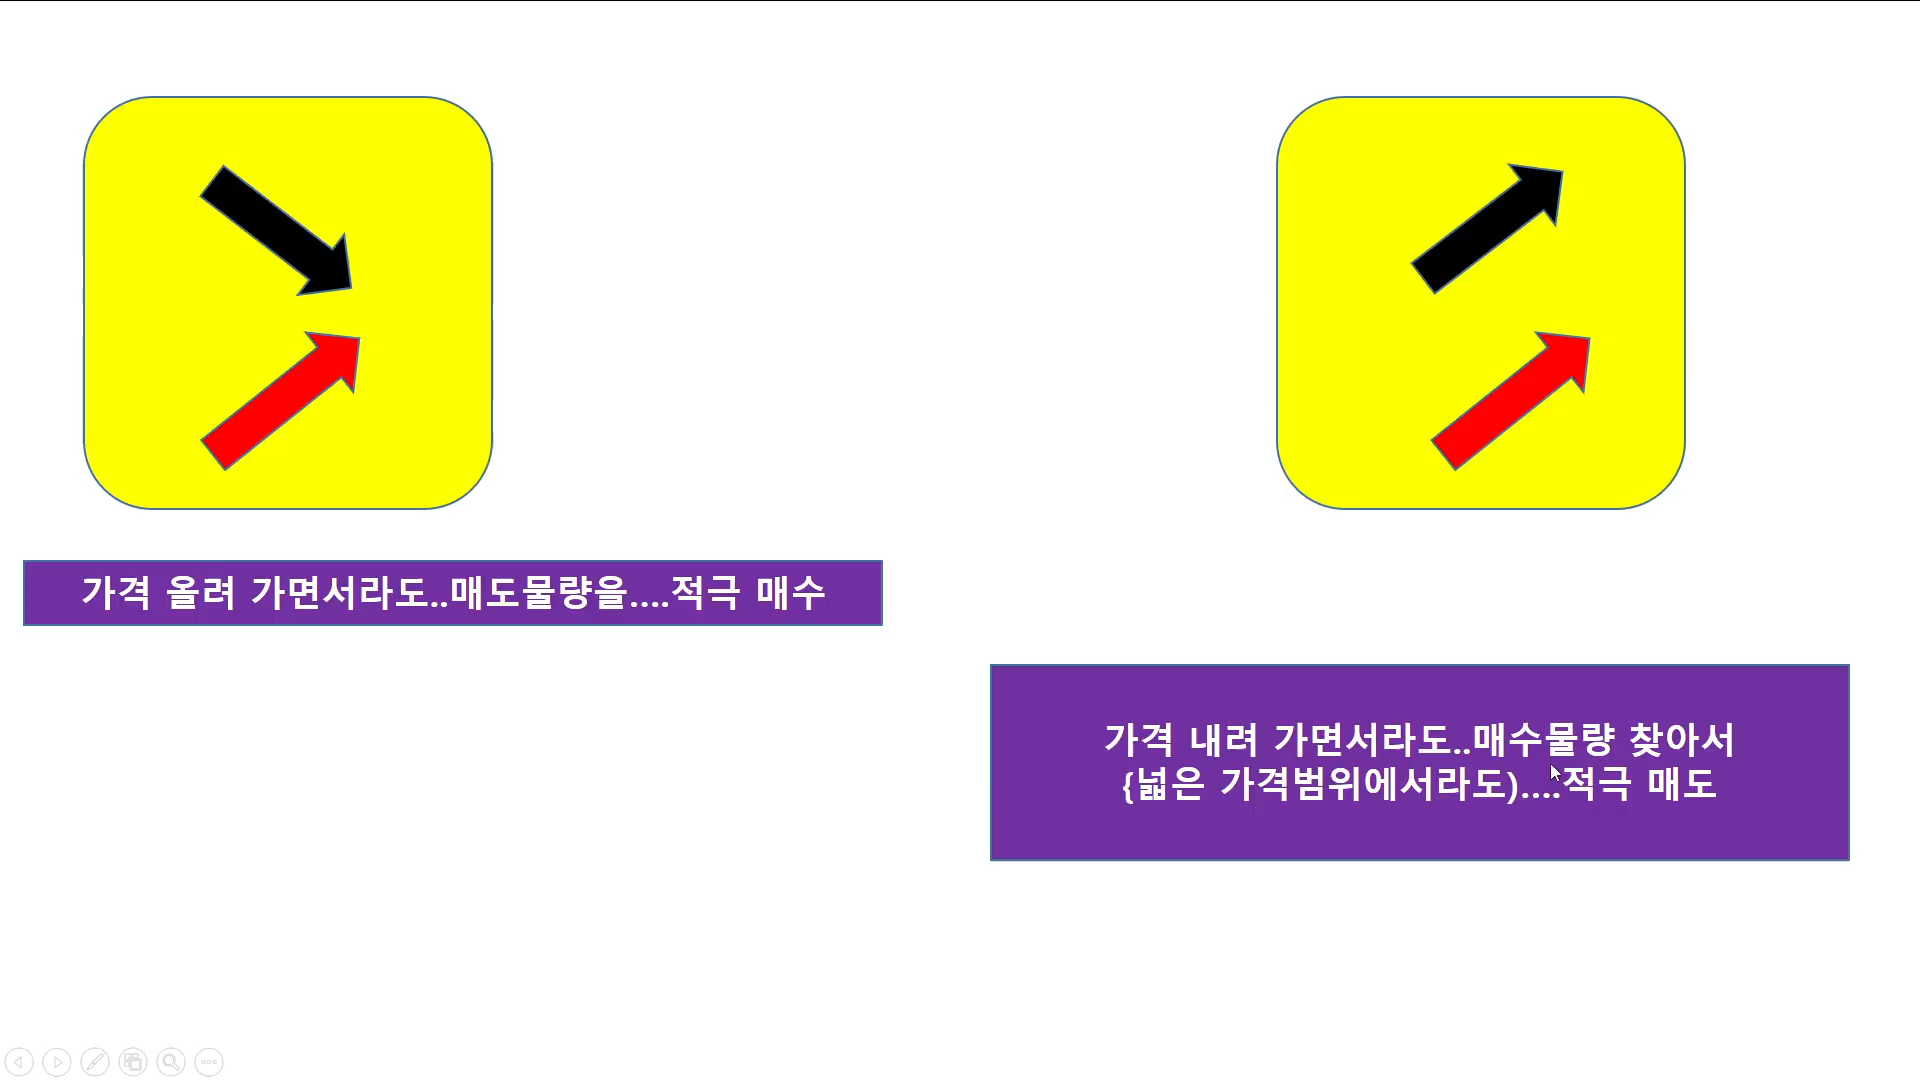 가격 올려 가면서라도..매도물량을....적극 매수
가격 내려 가면서라도..매수물량 찾아서
{넓은 가격범위에서라도)....적극 매도